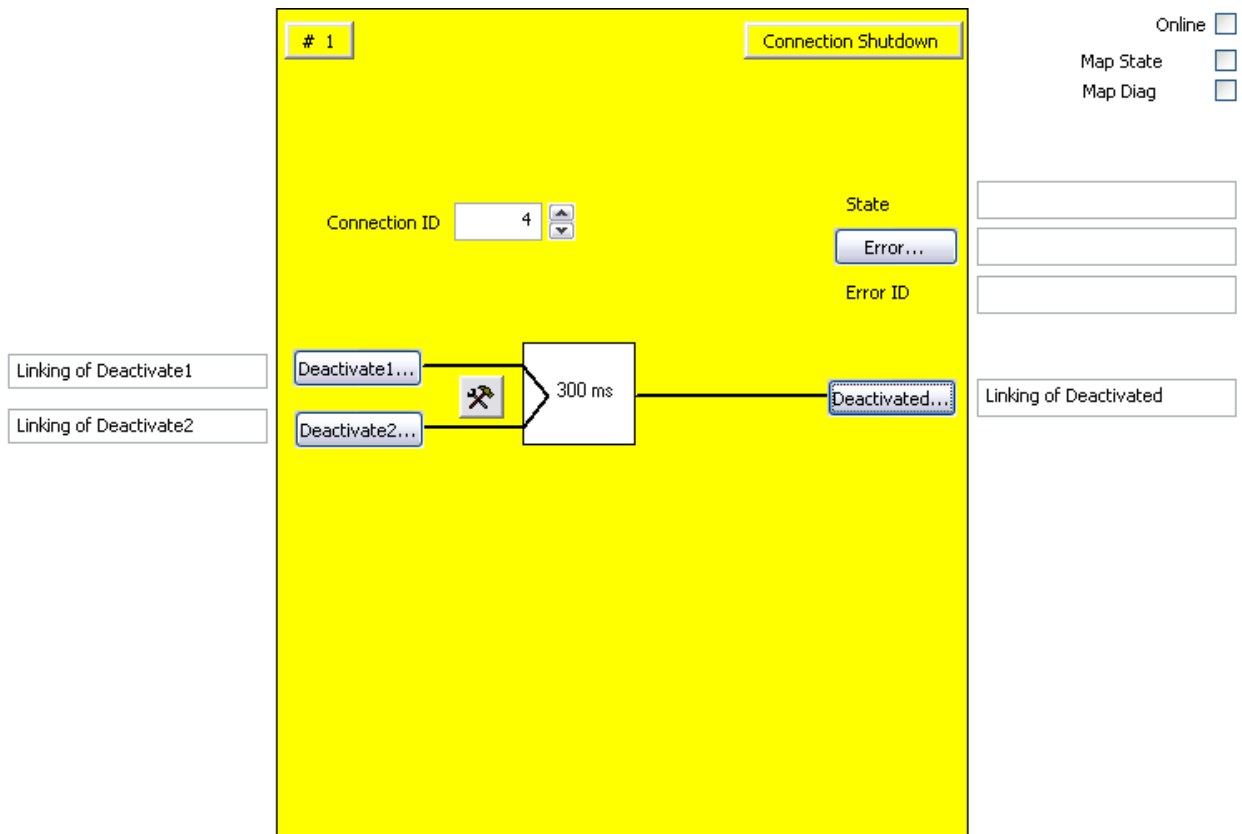 # 1
Connection Shutdown
Online
Map State
Map Diag
Connection ID
4
State
Error...
Error ID
Linking of Deactivate1
Deactivate1...
300 ms
Deactivated...
Linking of Deactivated
Linking of Deactivate2
Deactivate2...